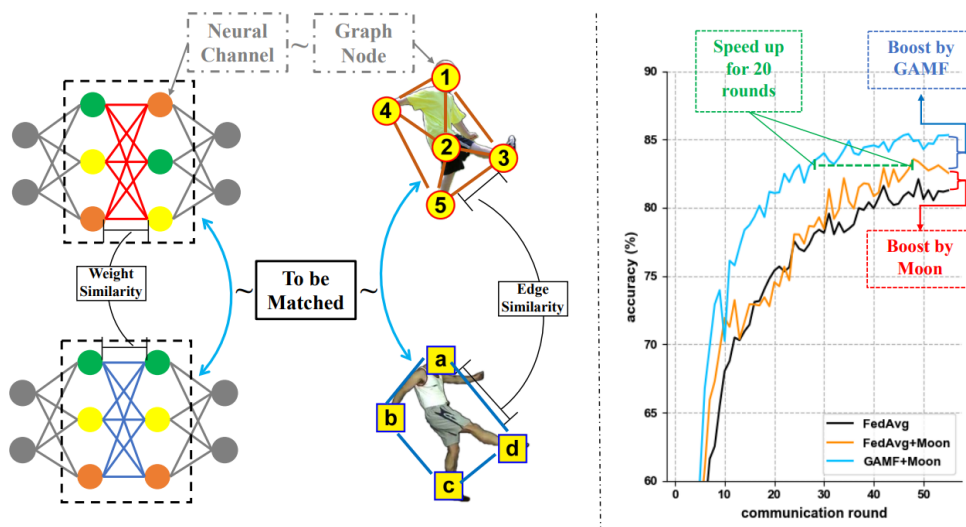 Neural
Channel
~
Graph
Node
1
4
2
3
5
Weight
Similarity
~
To be
Matched
~
Edge
Similarity
a
b
d
c
Speed up
for 20
rounds
Boost by
GAMF
90
85
80
75
70
65
60
accuracy (%)
Boost by
Moon
FedAvg
FedAvg+Moon
GAMF+Moon
0
10
20
30
40
50
communication round